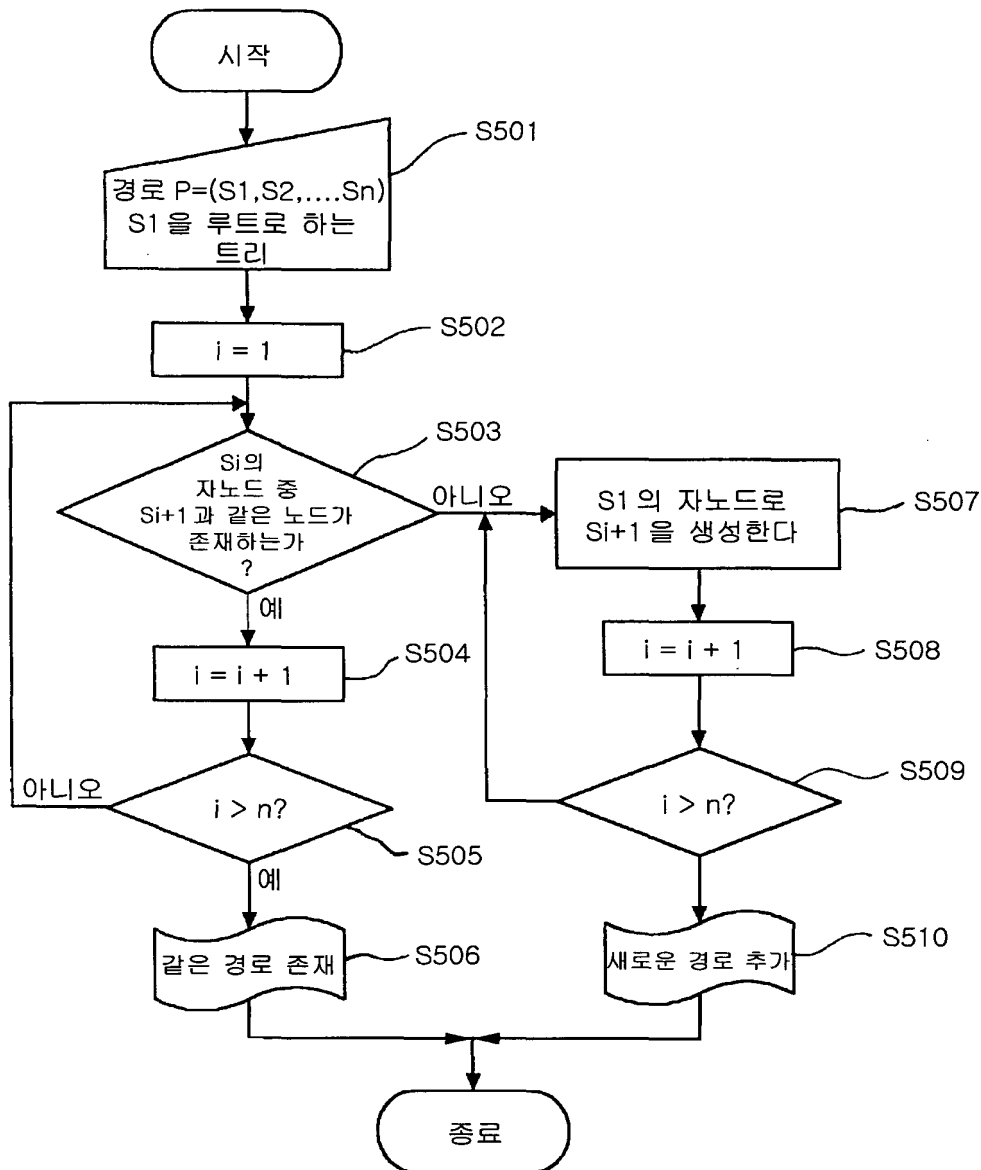 시작
S501
경로 P=(S1,S2,....Sn)
S1을 루트로 하는
트리
S502
i = 1
S503
Si의
자노드 중
Si+1과 같은 노드가
존재하는가
?
아니오
S1의 자노드로
Si+1을 생성한다
S507
예
i = i + 1
S504
i = i + 1
S508
아니오
i > n?
S505
i > n?
S509
예
같은 경로 존재
S506
새로운 경로 추가
S510
종료